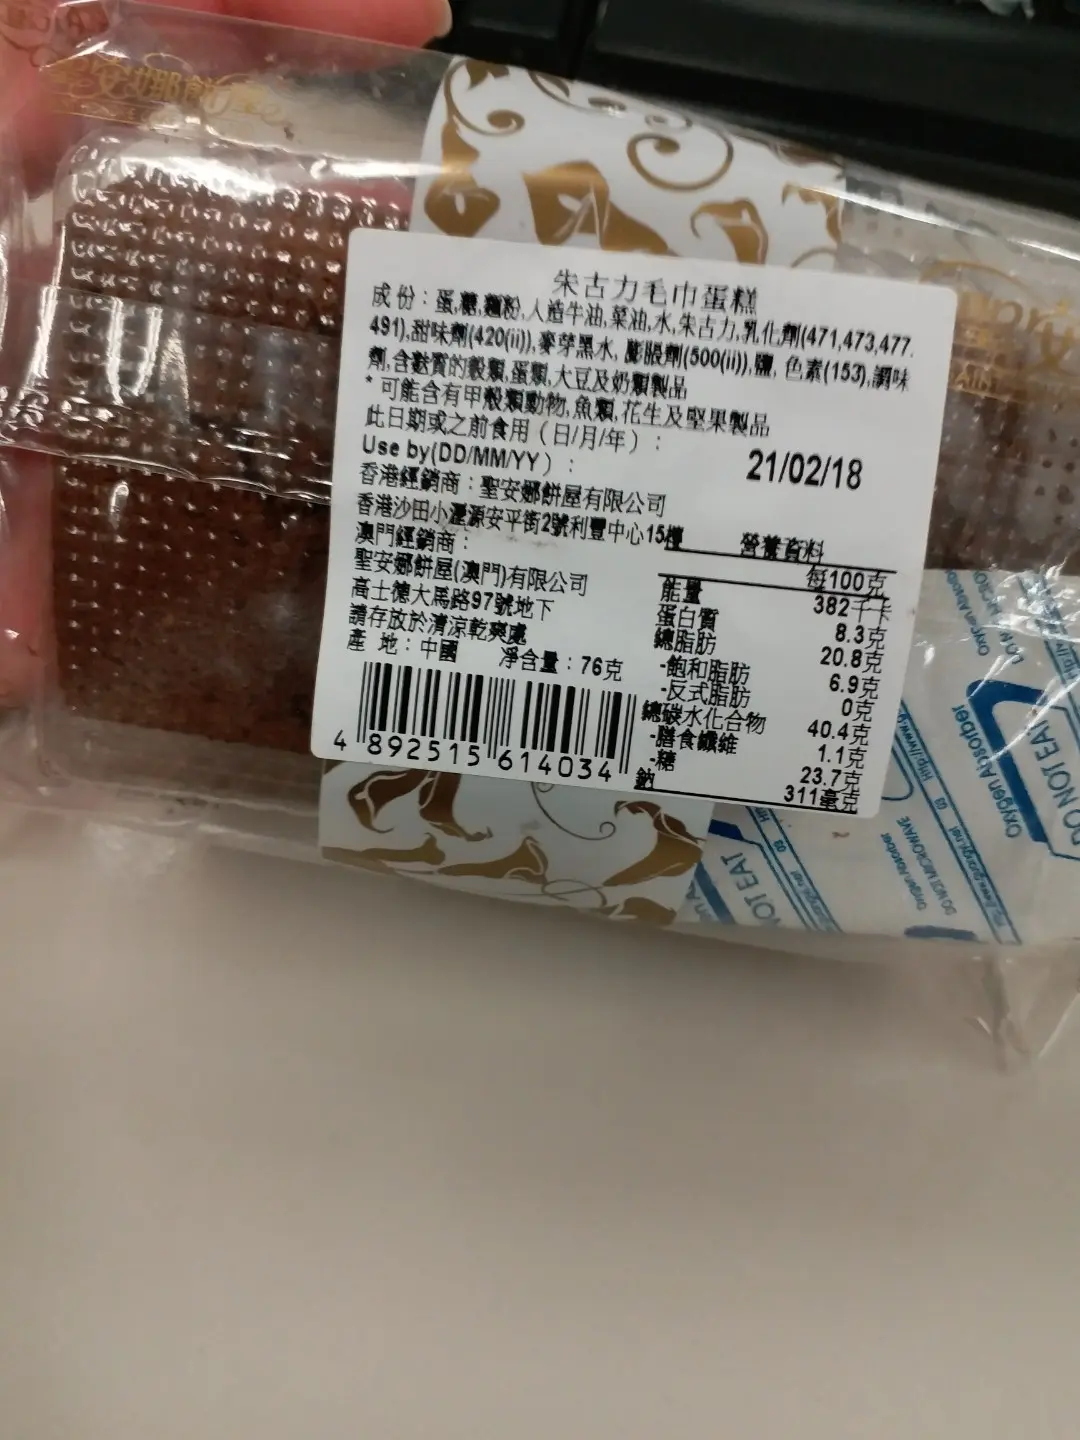 聖安娜餅屋
朱古力毛巾蛋糕
成份：蛋,糖,麵粉,人造牛油,菜油,水,朱古力,乳化劑(471,473,477,
491),甜味劑(420(ii)),麥芽黑水, 膨脹劑(500(ii)),鹽, 色素(153),調味
劑,含麩質的穀類,蛋類,大豆及奶類製品
* 可能含有甲殼類動物,魚類,花生及堅果製品
此日期或之前食用（日/月/年）：
Use by(DD/MM/YY)：
21/02/18
香港經銷商：聖安娜餅屋有限公司
香港沙田小瀝源安平街2號利豐中心15樓
澳門經銷商：
聖安娜餅屋(澳門)有限公司
高士德大馬路97號地下
請存放於清涼乾爽處
產 地：中國 淨含量：76克
4 892515 614034
營養資料
每100克
能量 382千卡
蛋白質 8.3克
總脂肪 20.8克
-飽和脂肪 6.9克
-反式脂肪 0克
總碳水化合物 40.4克
-膳食纖維 1.1克
-糖 23.7克
鈉 311毫克
Oxygen Absorber
DO NOT EAT
Oxygen Absorber
DO NOT MICROWAVE
NOT EAT